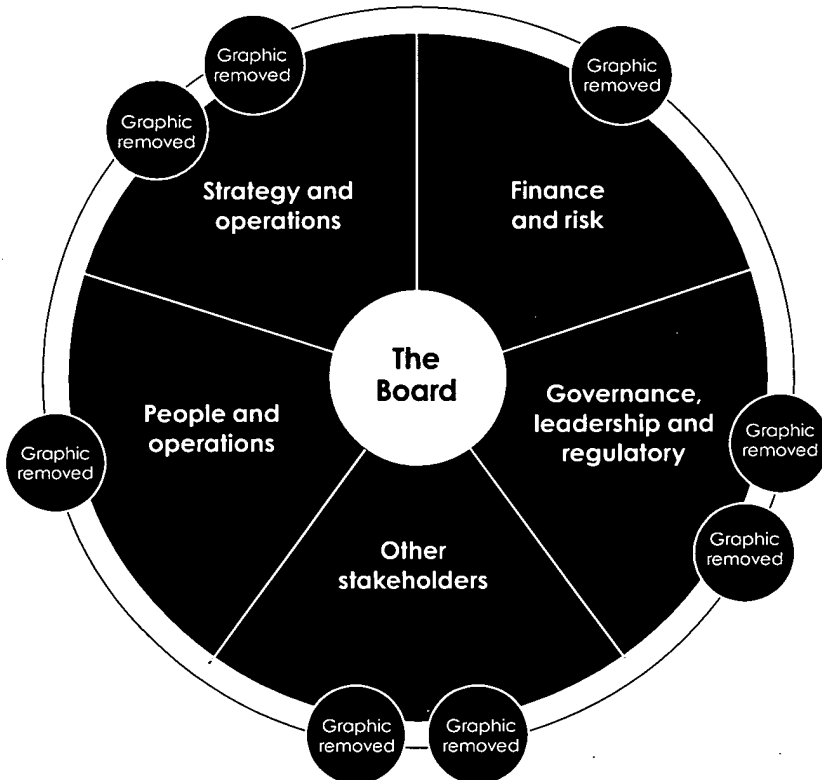 Graphic
removed
Graphic
removed
Graphic
removed
Strategy and
operations
Finance
and risk
The
Board
People and
operations
Governance,
leadership and
regulatory
Graphic
removed
Graphic
removed
Graphic
removed
Other
stakeholders
Graphic
removed
Graphic
removed